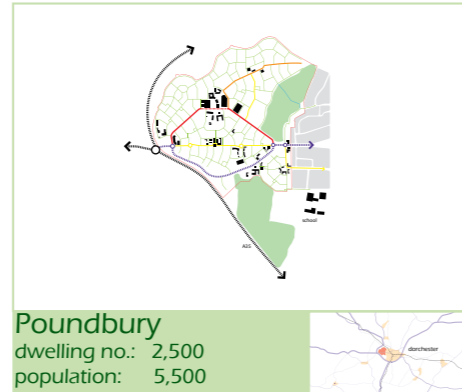 school
A35
Poundbury
dwelling no.: 2,500
population: 5,500
dorchester